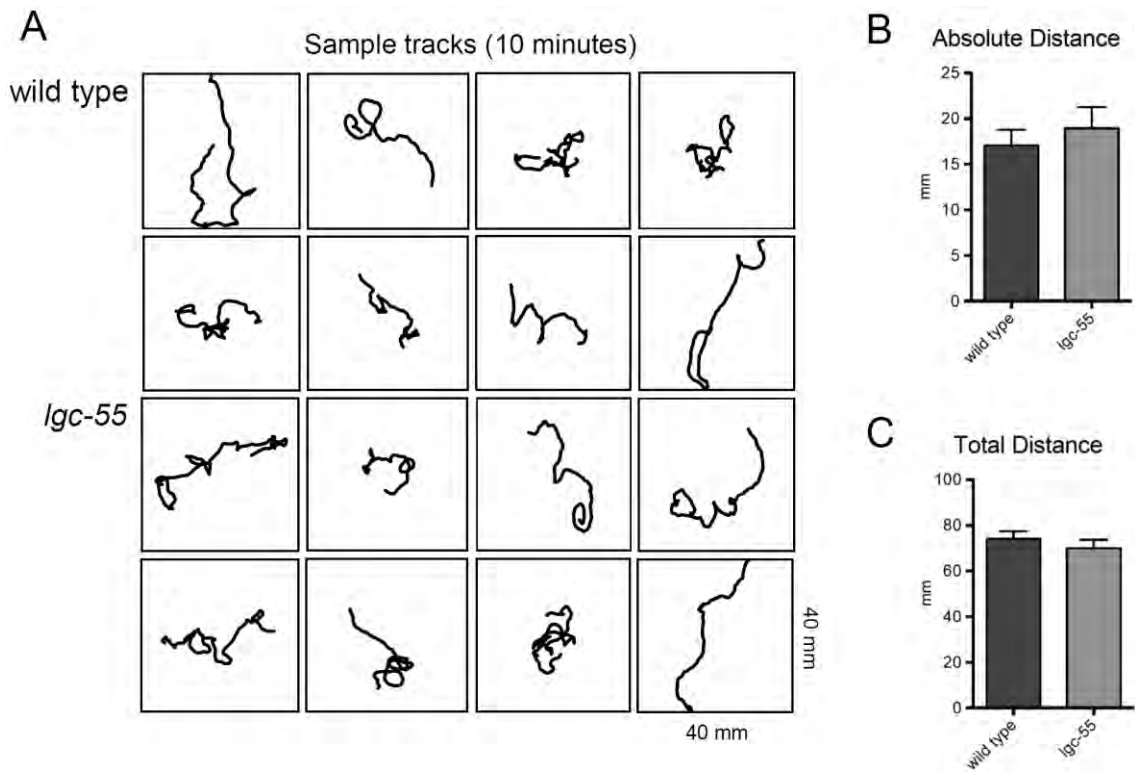 A
Sample tracks (10 minutes)
wild type
lgc-55
40 mm
40 mm
B
Absolute Distance
25
20
15
10
5
0
mm
wild type
lgc-55
C
Total Distance
100
80
60
40
20
0
mm
wild type
lgc-55